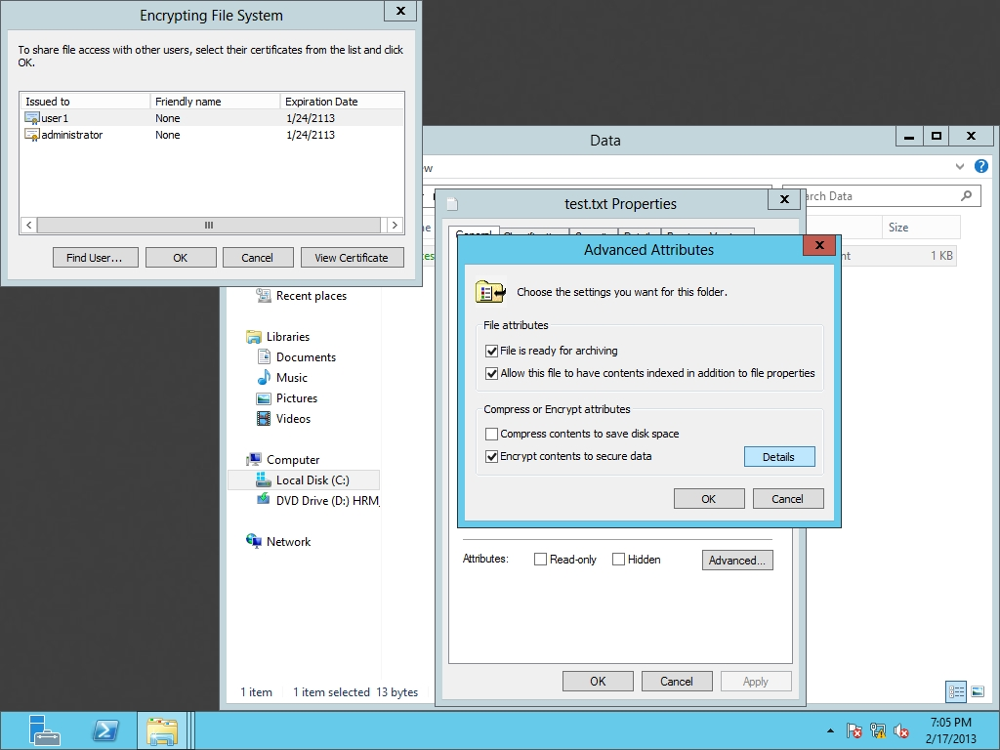 Encrypting File System
To share file access with other users, select their certificates from the list and click
OK.
Issued to Friendly name Expiration Date
user1 None 1/24/2113
administrator None 1/24/2113
Find User... OK Cancel View Certificate
Data
Data
Size
1 KB
test.txt Properties
General
Advanced Attributes
Choose the settings you want for this folder.
File attributes
File is ready for archiving
Allow this file to have contents indexed in addition to file properties
Compress or Encrypt attributes
Compress contents to save disk space
Encrypt contents to secure data
Details
OK Cancel
Attributes: Read-only Hidden Advanced...
OK Cancel Apply
Recent places
Libraries
Documents
Music
Pictures
Videos
Computer
Local Disk (C:)
DVD Drive (D:) HRM
Network
1 item 1 item selected 13 bytes
7:05 PM
2/17/2013